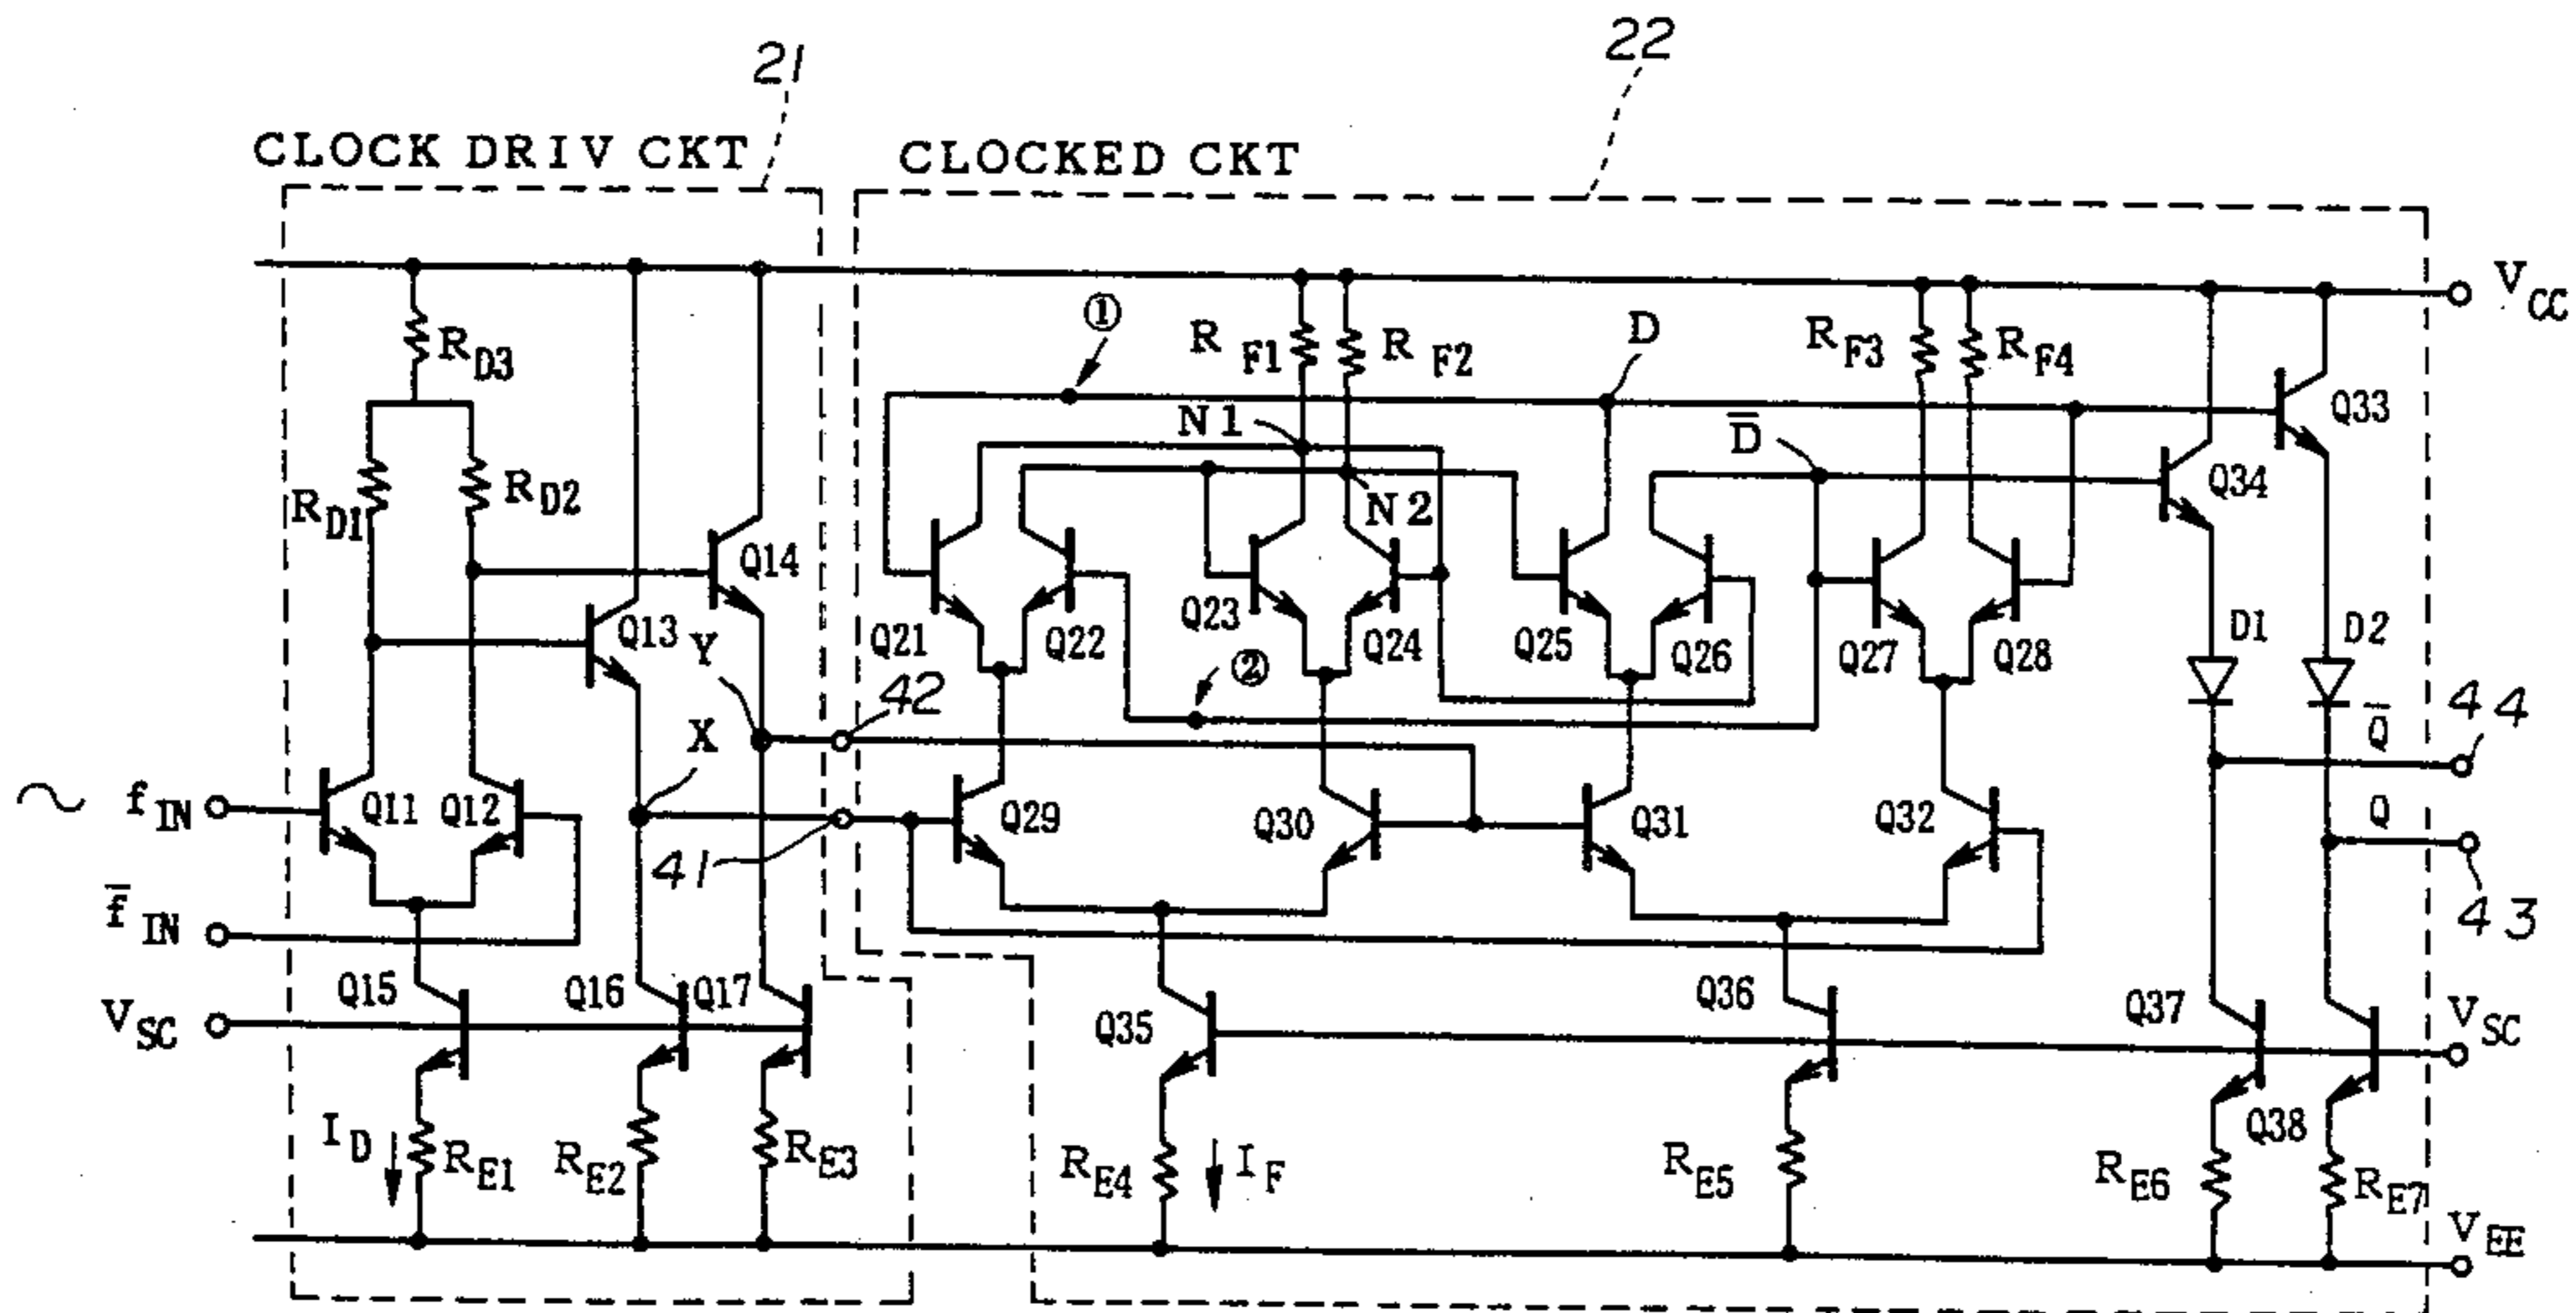 21
22
CLOCK DRIV CKT
CLOCKED CKT
V CC
R D3
①
R F1
R F2
D
R F3
R F4
Q33
N1
D̅
R D1
R D2
N2
Q34
Q14
Q13
Y
Q21
Q22
Q23
Q24
Q25
Q26
Q27
Q28
D1
D2
②
42
X
Q̅
44
f IN
Q11
Q12
Q29
Q30
Q31
Q32
Q
41
f̅ IN
43
Q15
Q16
Q17
Q35
Q36
Q37
V SC
V SC
Q38
I D
R E1
R E2
R E3
R E4
I F
R E5
R E6
R E7
V EE